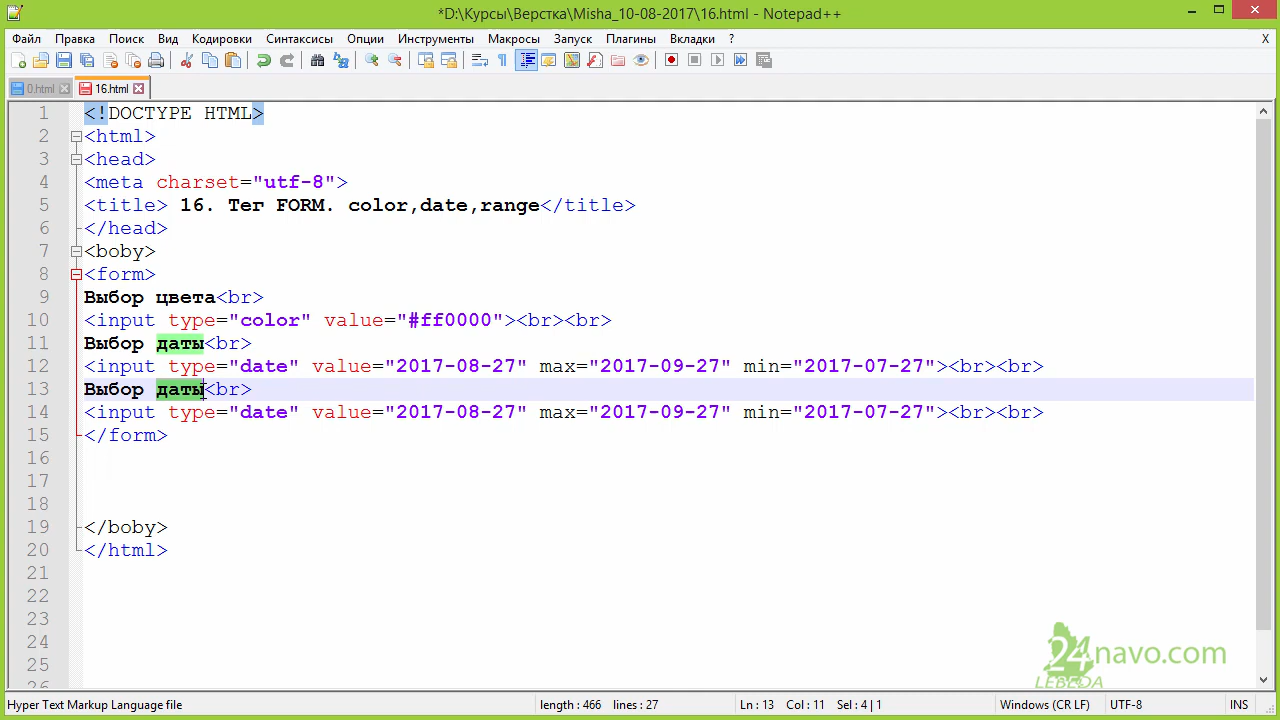 *D:\Курсы\Верстка\Misha_10-08-2017\16.html - Notepad++
Файл Правка Поиск Вид Кодировки Синтаксисы Опции Инструменты Макросы Запуск Плагины Вкладки ? X
0.html 16.html
1 <!DOCTYPE HTML>
2 <html>
3 <head>
4 <meta charset="utf-8">
5 <title> 16. Тег FORM. color,date,range</title>
6 </head>
7 <boby>
8 <form>
9 Выбор цвета<br>
10 <input type="color" value="#ff0000"><br><br>
11 Выбор даты<br>
12 <input type="date" value="2017-08-27" max="2017-09-27" min="2017-07-27"><br><br>
13 Выбор даты<br>
14 <input type="date" value="2017-08-27" max="2017-09-27" min="2017-07-27"><br><br>
15 </form>
16
17
18
19 </boby>
20 </html>
21
22
23
24
25
26
24navo.com
LEBEDA
Hyper Text Markup Language file length : 466 lines : 27 Ln : 13 Col : 11 Sel : 4 | 1 Windows (CR LF) UTF-8 INS